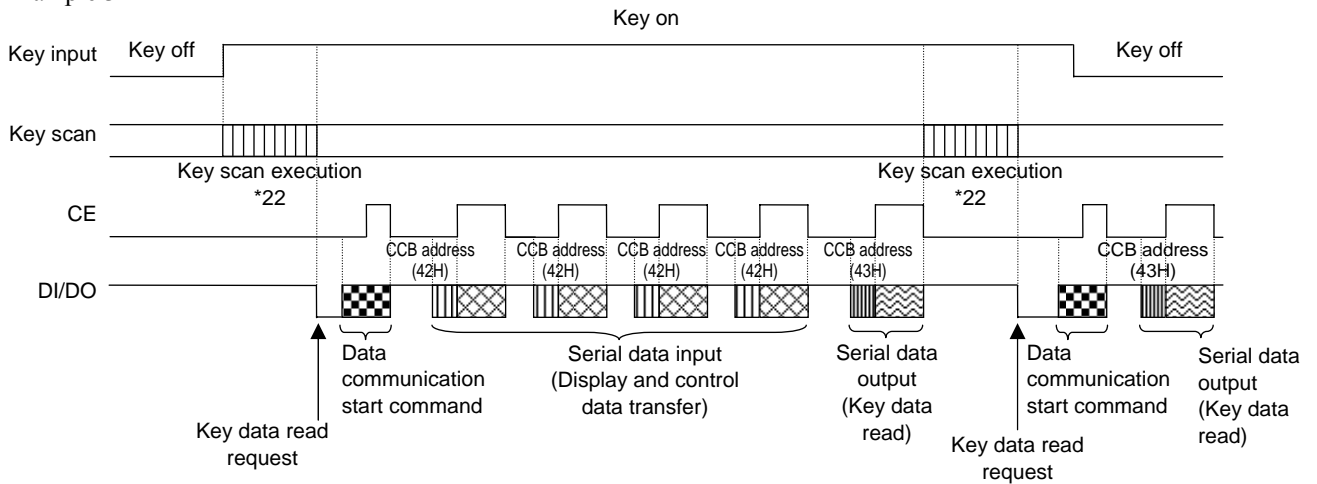 Key on
Key input
Key off
Key off
Key scan
Key scan execution
*22
Key scan execution
*22
CE
CCB address
(42H)
CCB address
(42H)
CCB address
(42H)
CCB address
(42H)
CCB address
(43H)
CCB address
(43H)
DI/DO
Data
communication
start command
Serial data input
(Display and control
data transfer)
Serial data
output
(Key data
read)
Data
communication
start command
Serial data
output
(Key data
read)
Key data read
request
Key data read
request